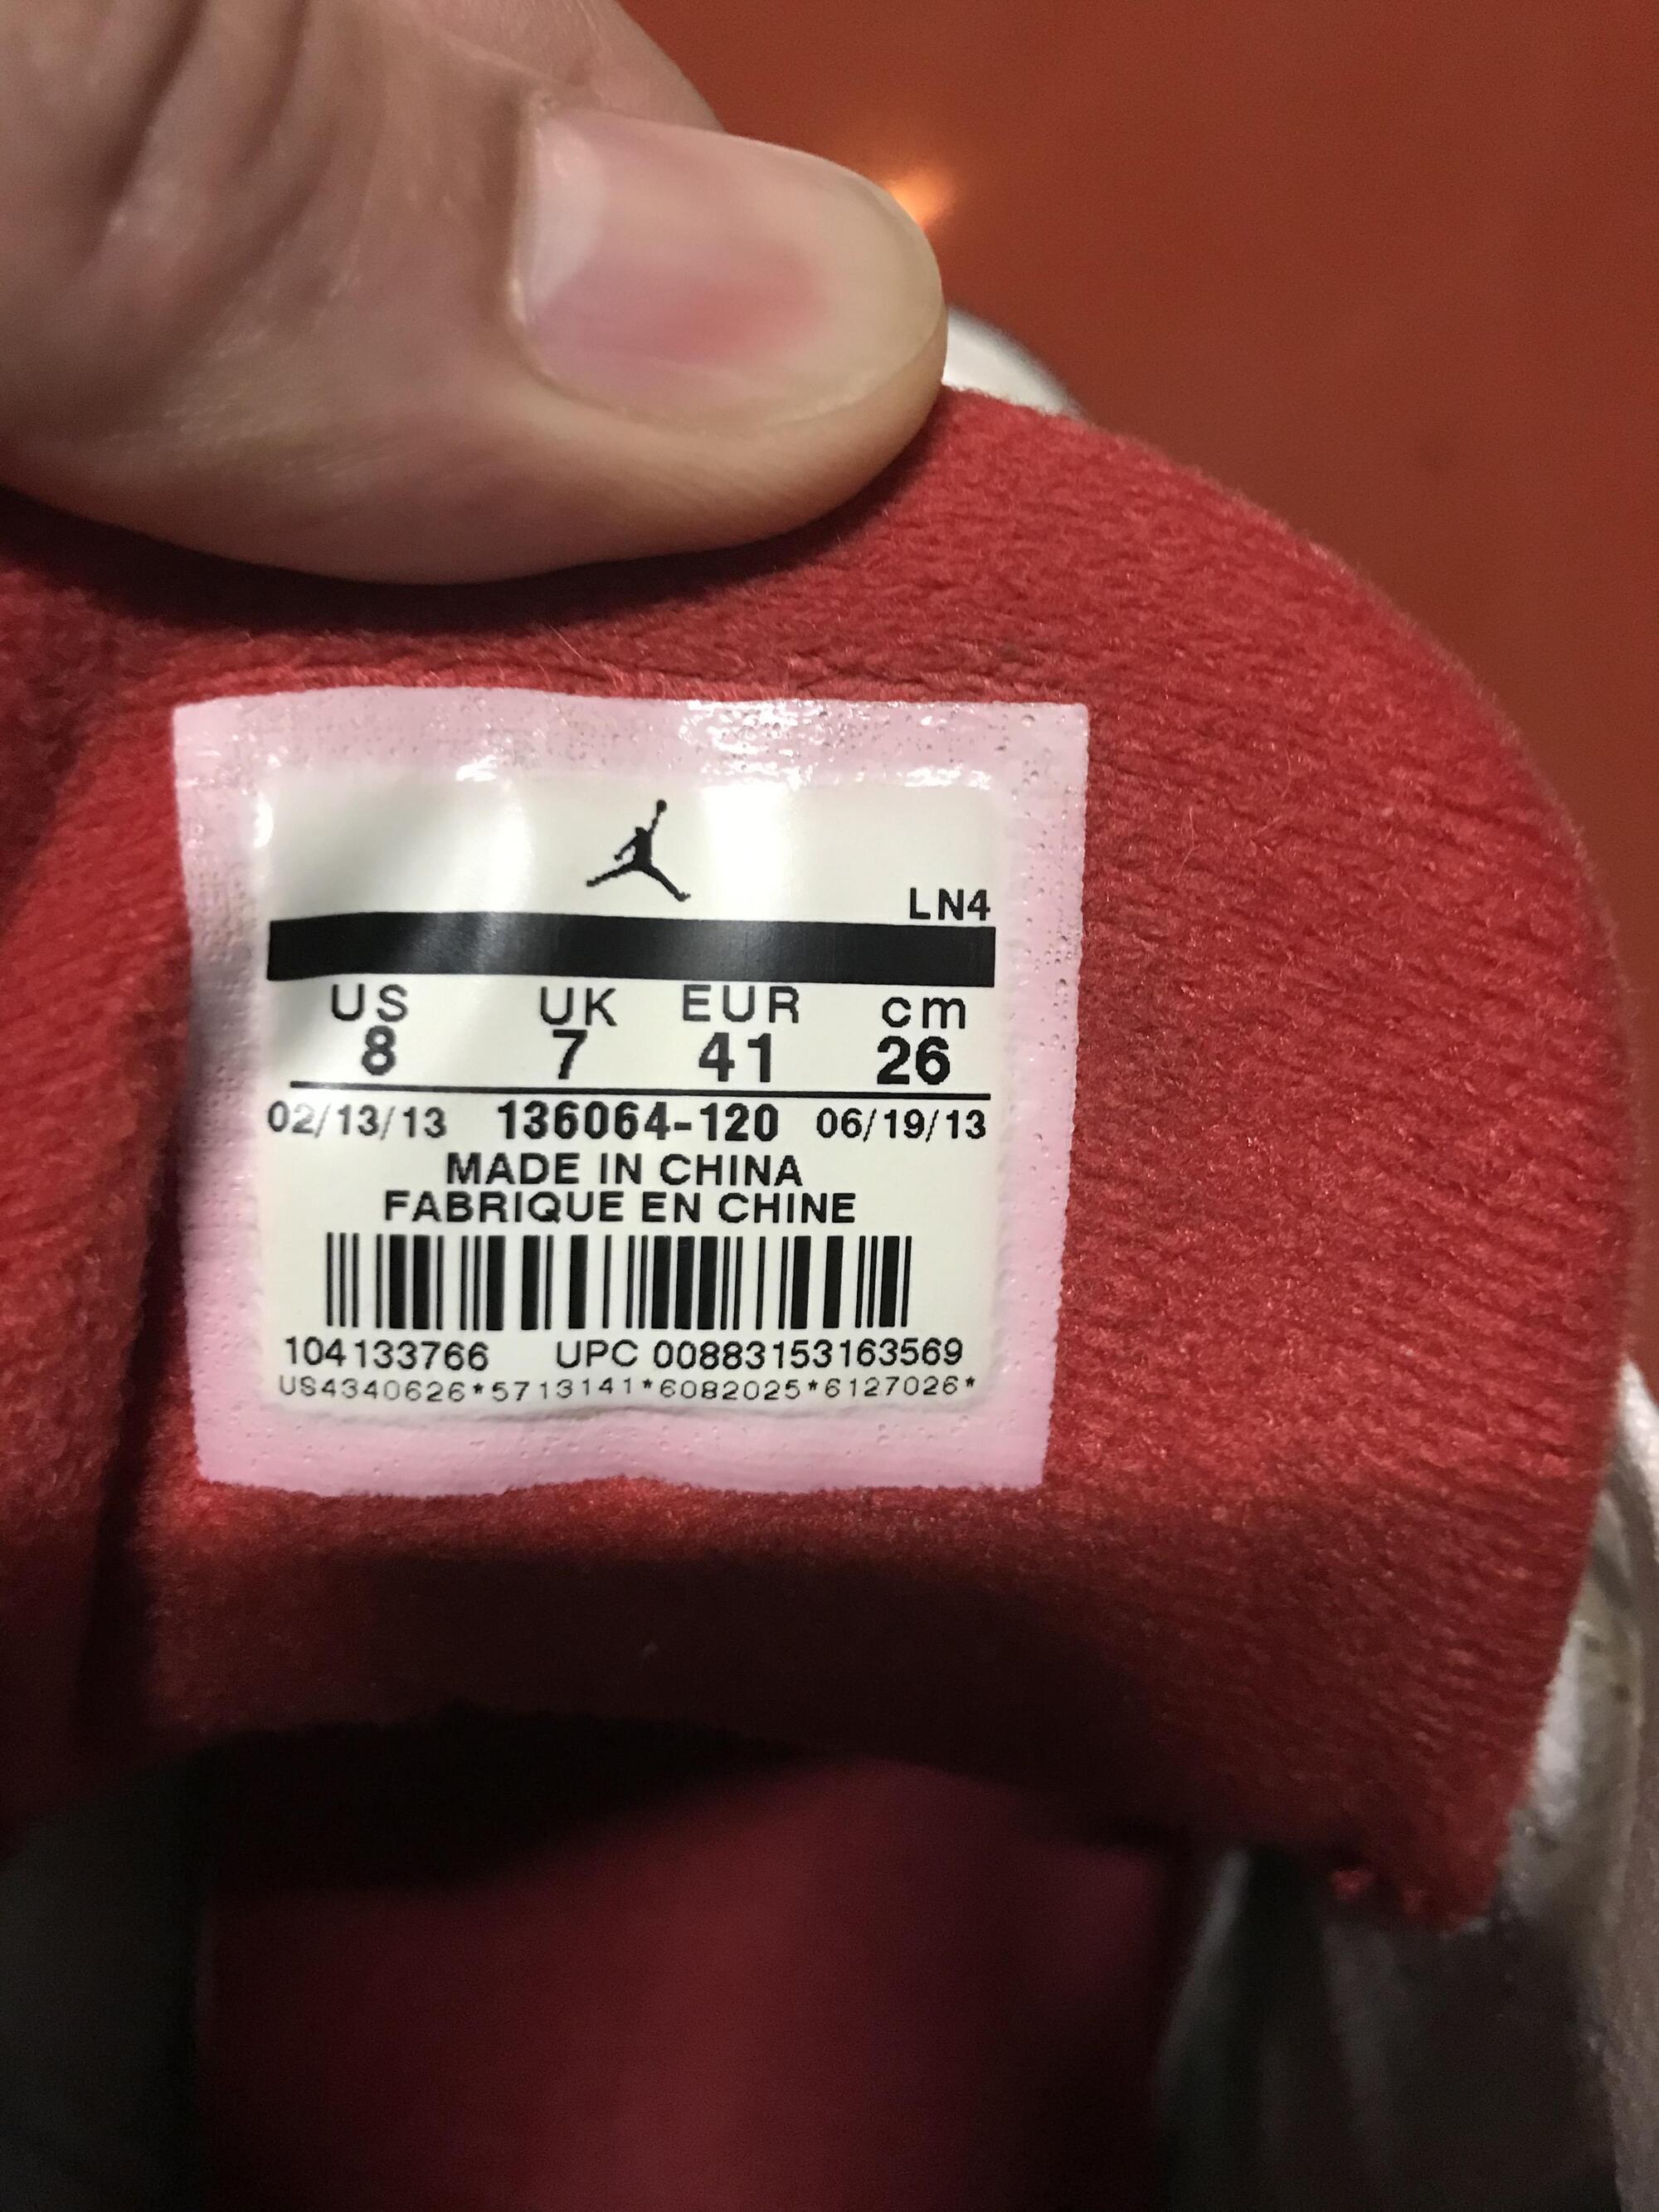 LN4
US UK EUR cm
8 7 41 26
02/13/13 136064-120 06/19/13
MADE IN CHINA
FABRIQUE EN CHINE
104133766 UPC 00883153163569
US4340626*5713141*6082025*6127026*